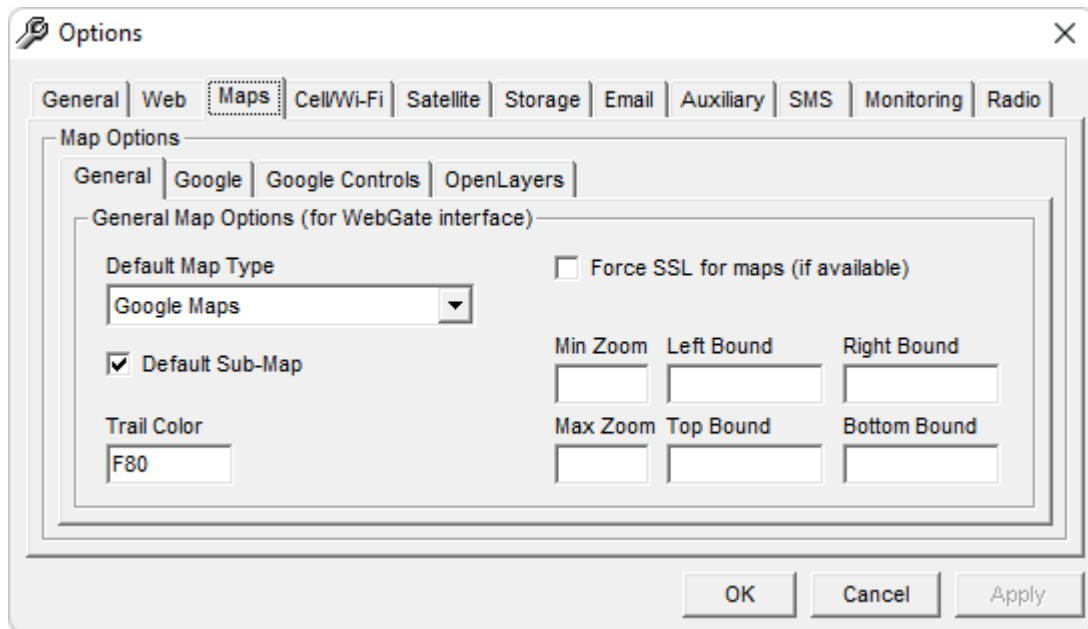 Options
General Web Maps Cell/Wi-Fi Satellite Storage Email Auxiliary SMS Monitoring Radio
Map Options
General Google Google Controls OpenLayers
General Map Options (for WebGate interface)
Default Map Type
Force SSL for maps (if available)
Google Maps
Default Sub-Map
Min Zoom Left Bound Right Bound
Trail Color
Max Zoom Top Bound Bottom Bound
F80
OK Cancel Apply